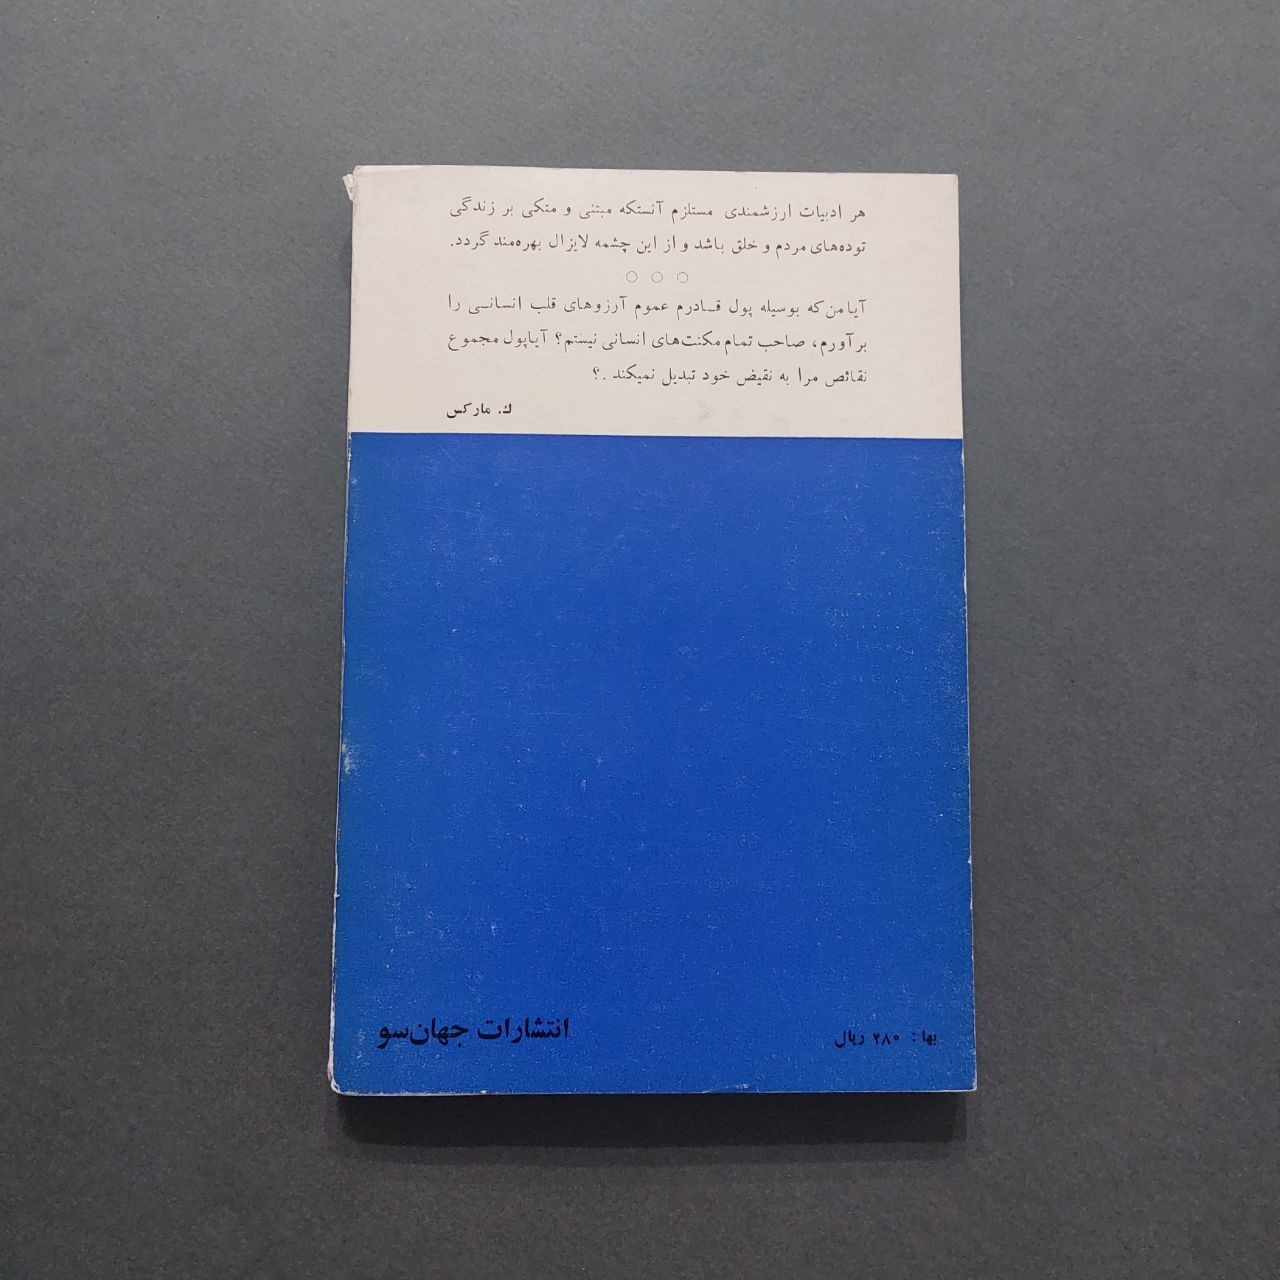 هر ادبیات ارزشمندی مستلزم آنستکه مبتنی و متکی بر زندگی
توده‌های مردم و خلق باشد و از این چشمه لایزال بهره‌مند گردد.
○ ○ ○
آیا من که بوسیله پول قادرم عموم آرزوهای قلب انسانی را
برآورم، صاحب تمام مکنت‌های انسانی نیستم؟ آیا پول مجموع
نقائص مرا به نقیض خود تبدیل نمیکند .؟
ك. مارکس
بها : ۲۸۰ ریال
انتشارات جهان‌سو